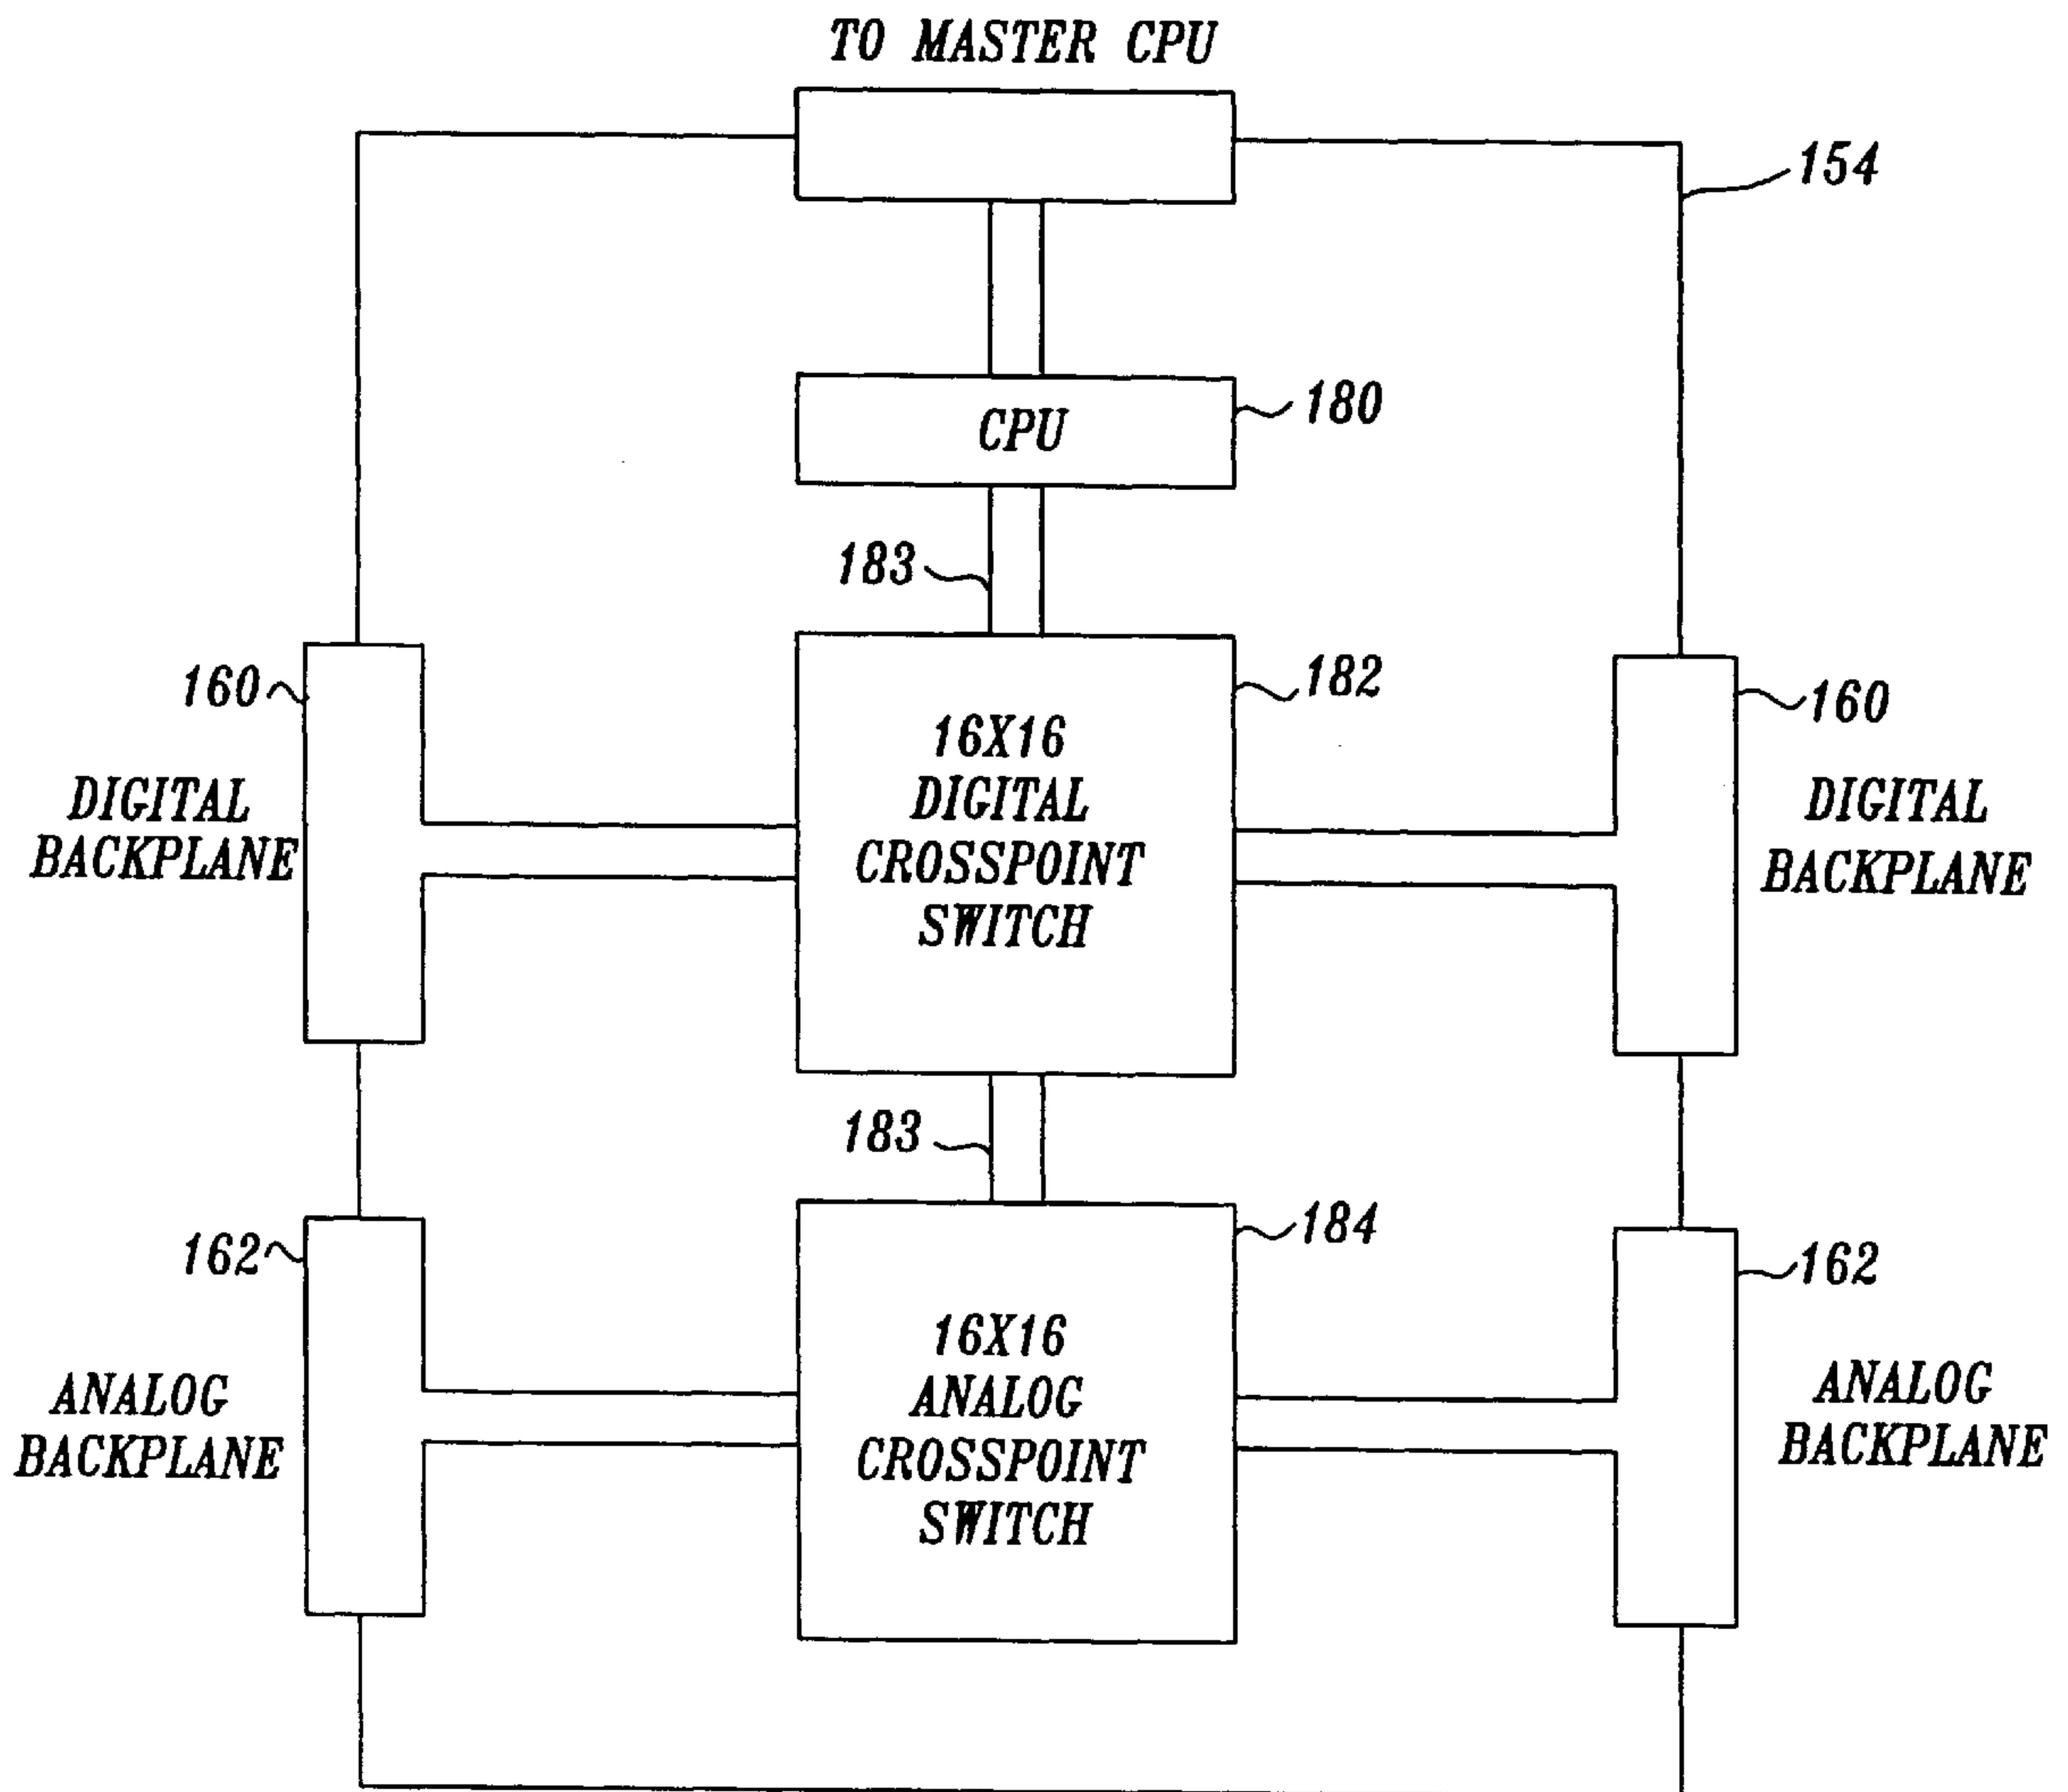 TO MASTER CPU
154
CPU
180
183
160
182
160
16X16
DIGITAL
CROSSPOINT
SWITCH
DIGITAL
BACKPLANE
DIGITAL
BACKPLANE
183
162
184
162
16X16
ANALOG
CROSSPOINT
SWITCH
ANALOG
BACKPLANE
ANALOG
BACKPLANE